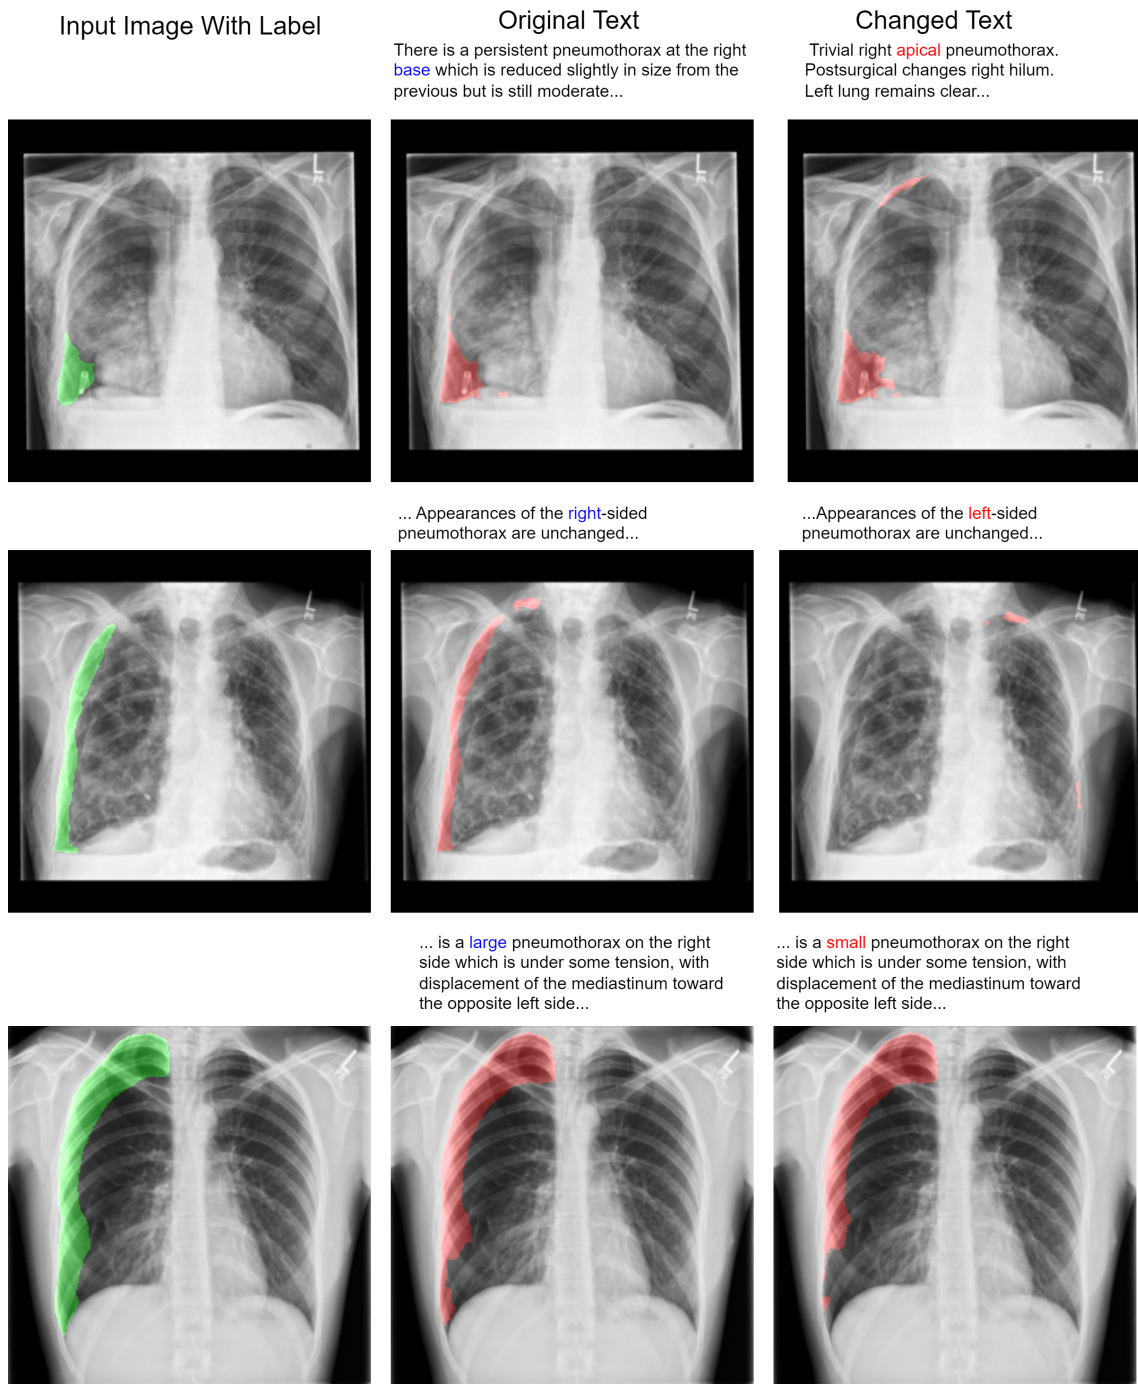 Input Image With Label
Original Text
Changed Text
There is a persistent pneumothorax at the right
base which is reduced slightly in size from the
previous but is still moderate...
Trivial right apical pneumothorax.
Postsurgical changes right hilum.
Left lung remains clear...
L
PA
L
PA
L
PA
... Appearances of the right-sided
pneumothorax are unchanged...
...Appearances of the left-sided
pneumothorax are unchanged...
L
L
L
... is a large pneumothorax on the right
side which is under some tension, with
displacement of the mediastinum toward
the opposite left side...
... is a small pneumothorax on the right
side which is under some tension, with
displacement of the mediastinum toward
the opposite left side...
L
L
L